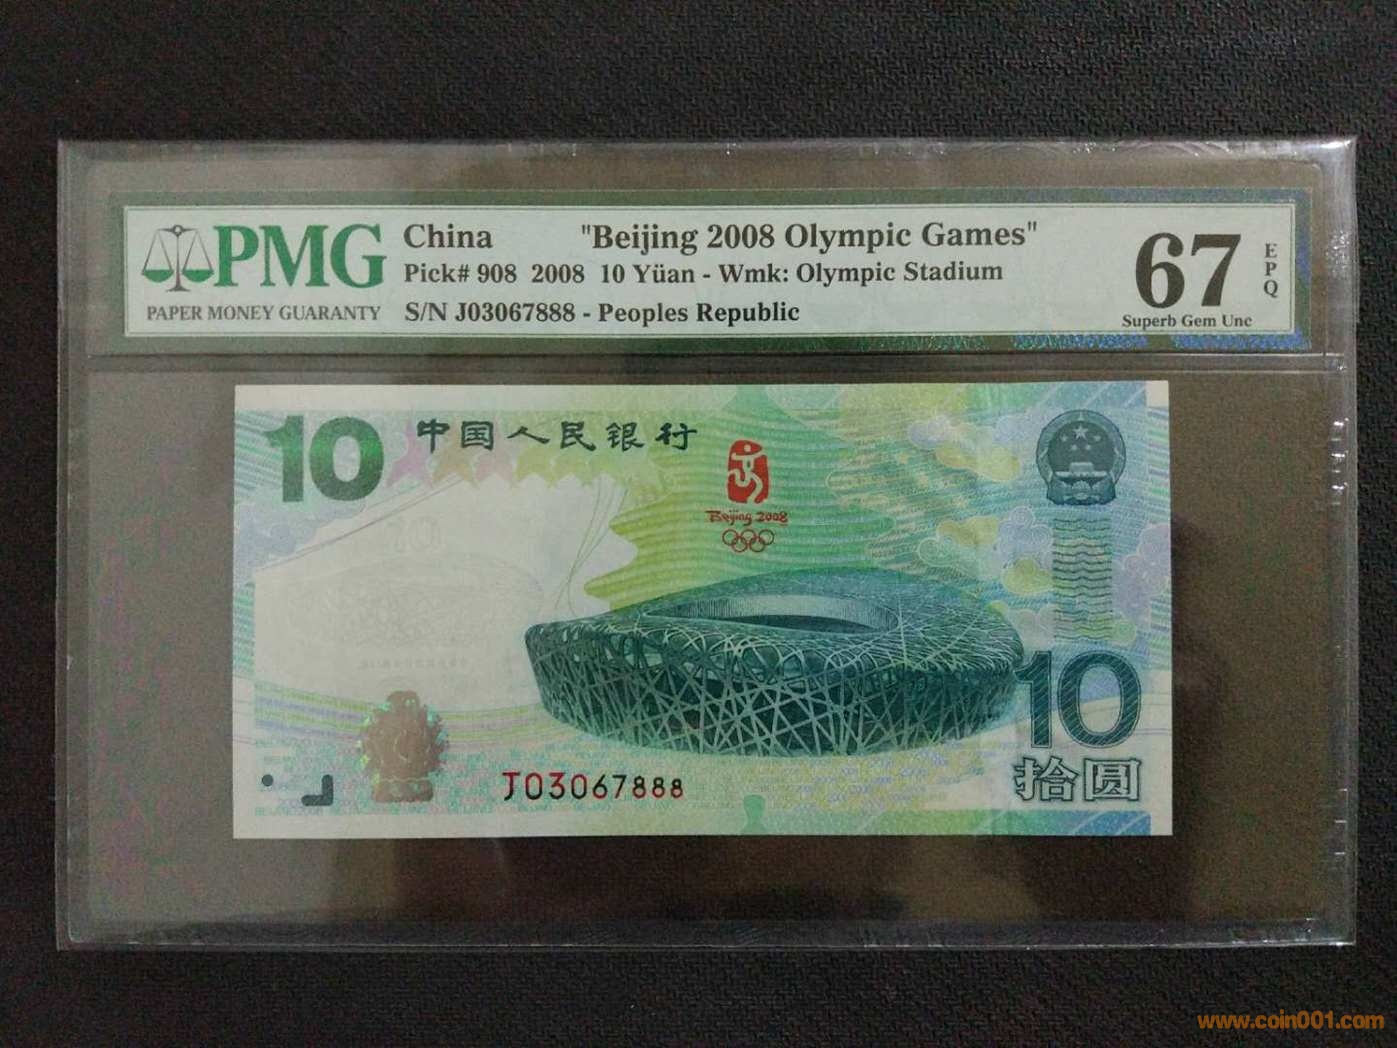 PMG
PAPER MONEY GUARANTY
China "Beijing 2008 Olympic Games"
Pick# 908 2008 10 Yüan - Wmk: Olympic Stadium
S/N J03067888 - Peoples Republic
67
EPQ
Superb Gem Unc
10
中国人民银行
Beijing 2008
10
拾圆
J03067888
www.coin001.com